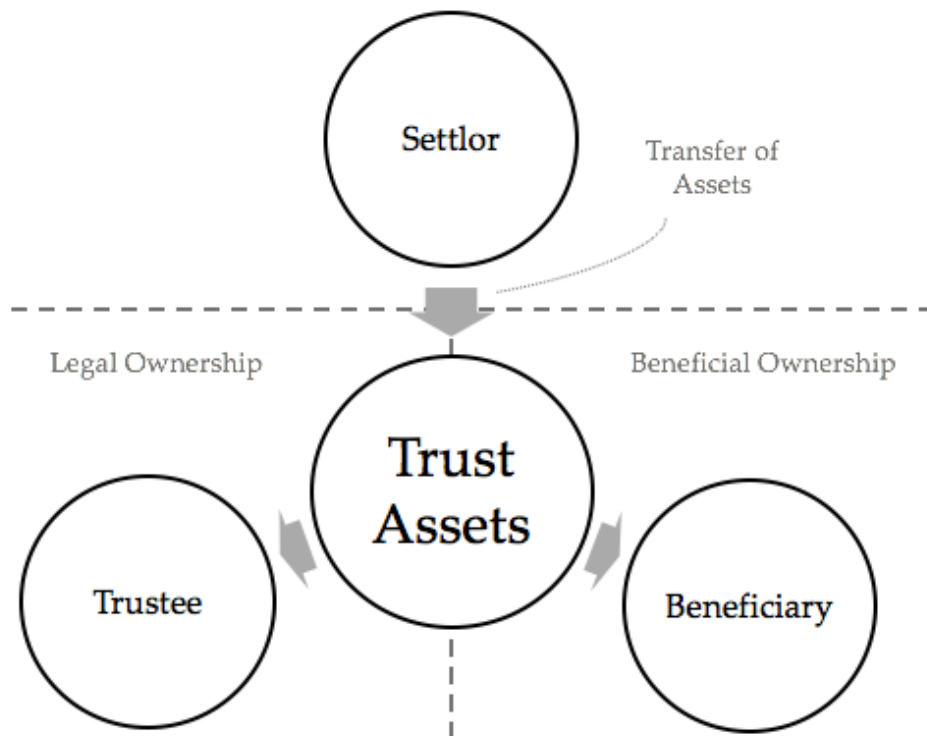 Settlor
Transfer of
Assets
Legal Ownership
Beneficial Ownership
Trust
Assets
Trustee
Beneficiary